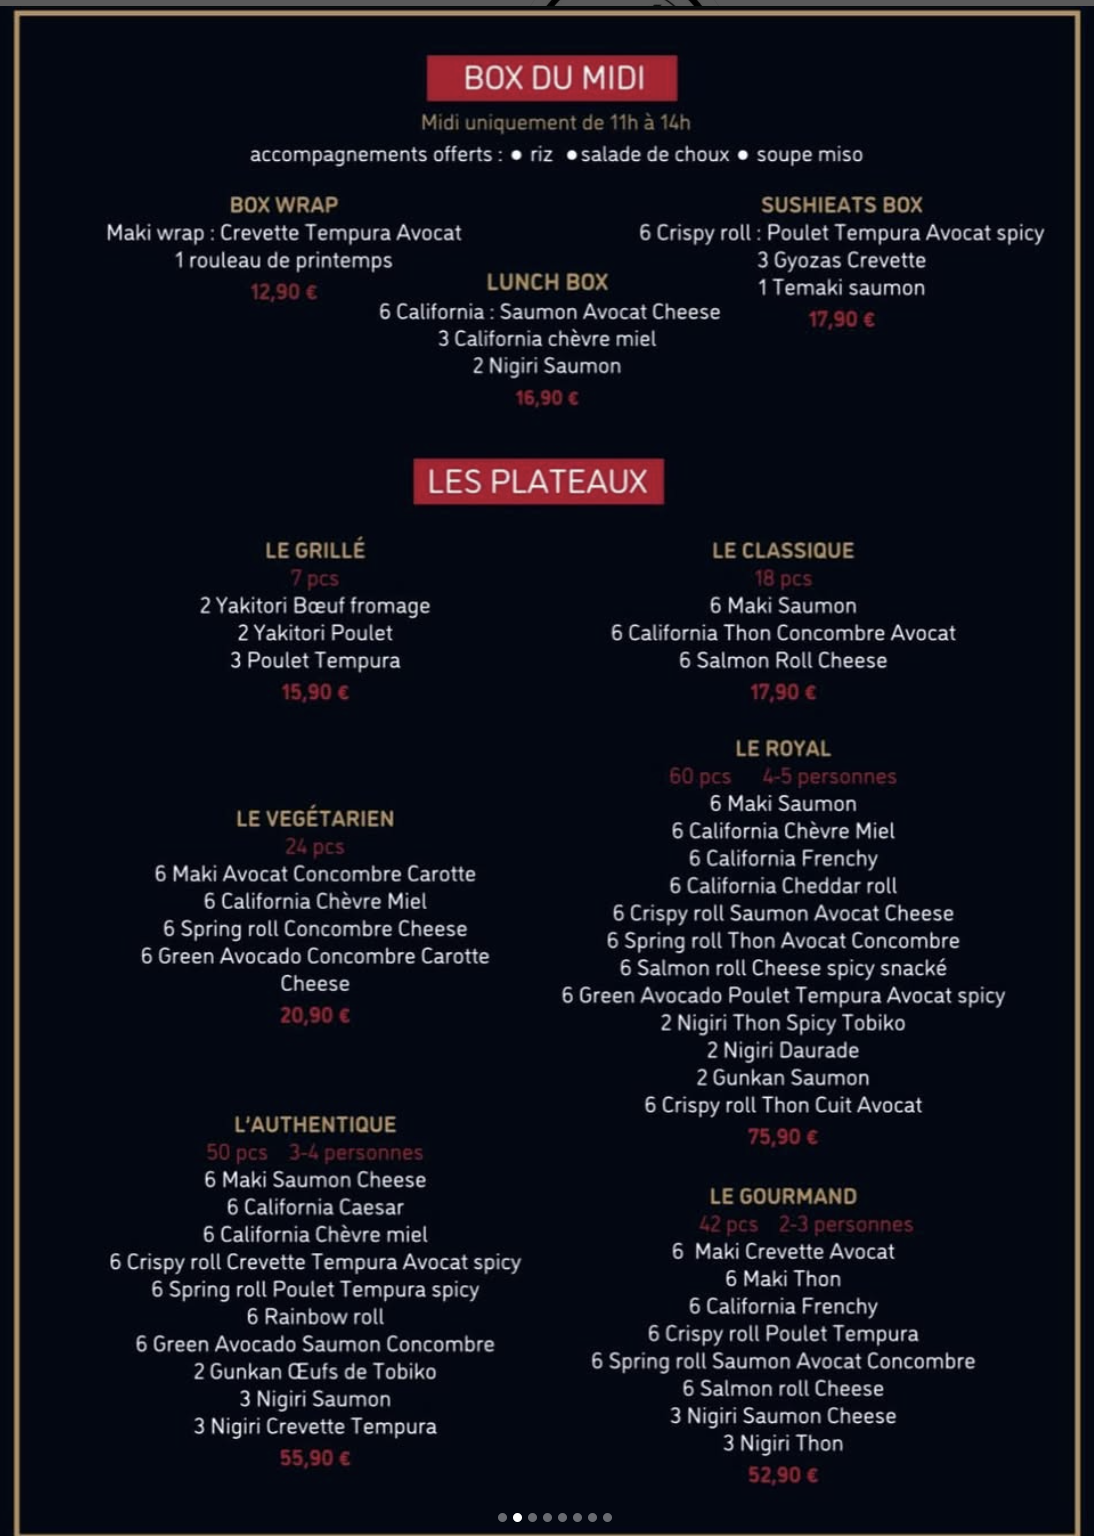 BOX DU MIDI
Midi uniquement de 11h à 14h
accompagnements offerts : ● riz ● salade de choux ● soupe miso
BOX WRAP
Maki wrap : Crevette Tempura Avocat
1 rouleau de printemps
12,90 €
LUNCH BOX
6 California : Saumon Avocat Cheese
3 California chèvre miel
2 Nigiri Saumon
16,90 €
SUSHIEATS BOX
6 Crispy roll : Poulet Tempura Avocat spicy
3 Gyozas Crevette
1 Temaki saumon
17,90 €
LES PLATEAUX
LE GRILLÉ
7 pcs
2 Yakitori Bœuf fromage
2 Yakitori Poulet
3 Poulet Tempura
15,90 €
LE CLASSIQUE
18 pcs
6 Maki Saumon
6 California Thon Concombre Avocat
6 Salmon Roll Cheese
17,90 €
LE VEGÉTARIEN
24 pcs
6 Maki Avocat Concombre Carotte
6 California Chèvre Miel
6 Spring roll Concombre Cheese
6 Green Avocado Concombre Carotte
Cheese
20,90 €
LE ROYAL
60 pcs 4-5 personnes
6 Maki Saumon
6 California Chèvre Miel
6 California Frenchy
6 California Cheddar roll
6 Crispy roll Saumon Avocat Cheese
6 Spring roll Thon Avocat Concombre
6 Salmon roll Cheese spicy snacké
6 Green Avocado Poulet Tempura Avocat spicy
2 Nigiri Thon Spicy Tobiko
2 Nigiri Daurade
2 Gunkan Saumon
6 Crispy roll Thon Cuit Avocat
75,90 €
L'AUTHENTIQUE
50 pcs 3-4 personnes
6 Maki Saumon Cheese
6 California Caesar
6 California Chèvre miel
6 Crispy roll Crevette Tempura Avocat spicy
6 Spring roll Poulet Tempura spicy
6 Rainbow roll
6 Green Avocado Saumon Concombre
2 Gunkan Œufs de Tobiko
3 Nigiri Saumon
3 Nigiri Crevette Tempura
55,90 €
LE GOURMAND
42 pcs 2-3 personnes
6 Maki Crevette Avocat
6 Maki Thon
6 California Frenchy
6 Crispy roll Poulet Tempura
6 Spring roll Saumon Avocat Concombre
6 Salmon roll Cheese
3 Nigiri Saumon Cheese
3 Nigiri Thon
52,90 €